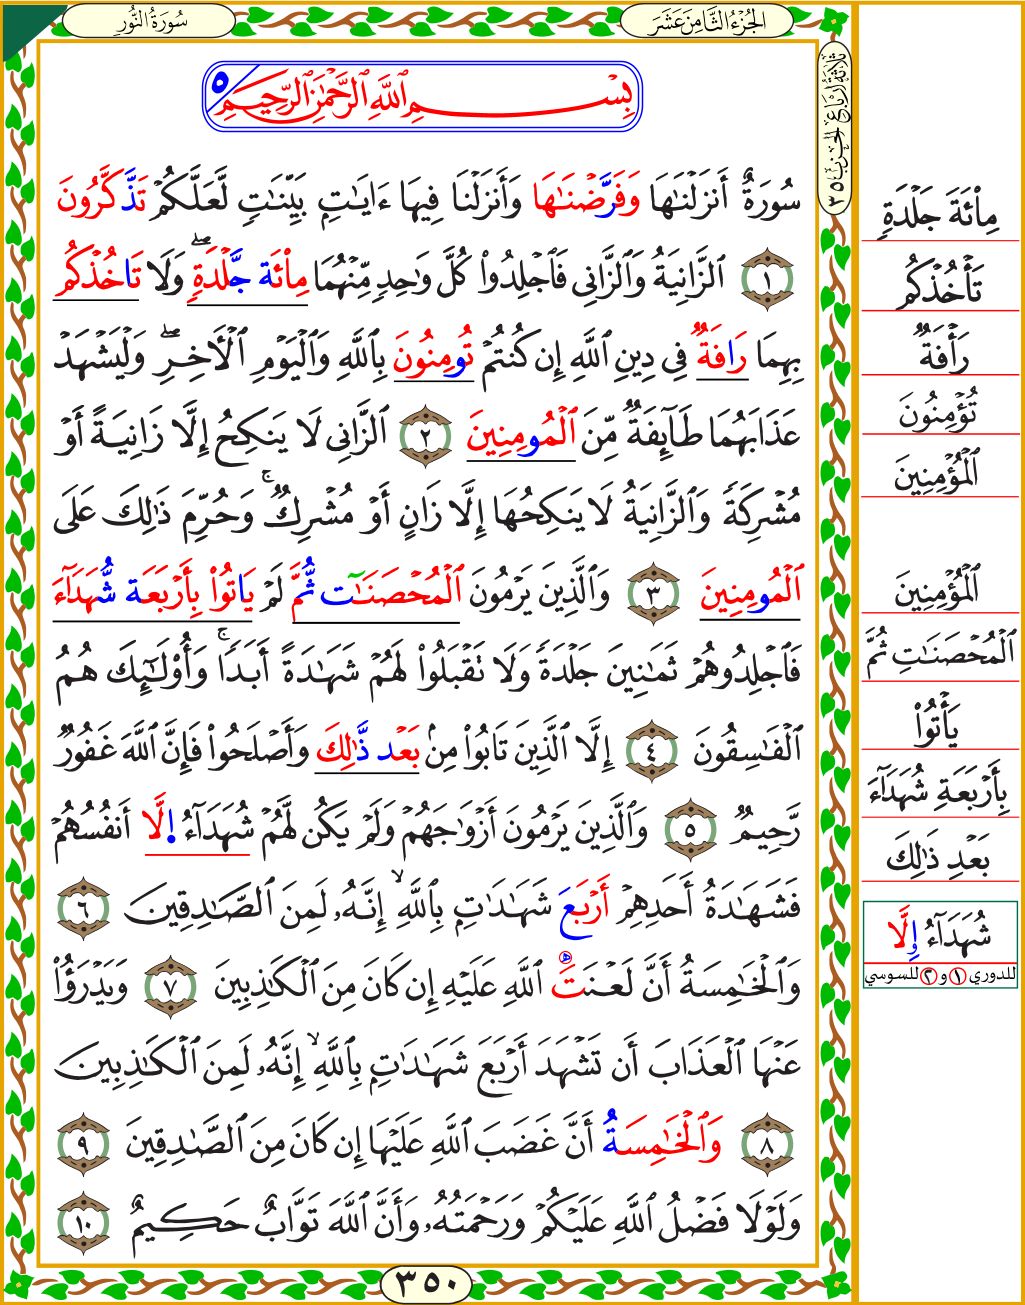 سُورَةُ النُّورِ
الجُزْءُ الثَّامِنَ عَشَرَ
ثَلَاثَةُ أَرْبَاعِ الْحِزْبِ ٣٥
بِسْمِ ٱللَّهِ ٱلرَّحْمَٰنِ ٱلرَّحِيمِ ٥
سُورَةٌ أَنزَلْنَٰهَا وَفَرَّضْنَٰهَا وَأَنزَلْنَا فِيهَا ءَايَٰتٍۭ بَيِّنَٰتٍ لَّعَلَّكُمْ تَذَّكَّرُونَ
١ ٱلزَّانِيَةُ وَٱلزَّانِى فَٱجْلِدُوا۟ كُلَّ وَٰحِدٍ مِّنْهُمَا مِا۟ئَة جَّلْدَةٍۖ وَلَا تَاخُذْكُم
بِهِمَا رَافَةٌ فِى دِينِ ٱللَّهِ إِن كُنتُمْ تُومِنُونَ بِٱللَّهِ وَٱلْيَوْمِ ٱلْأَخِرِۖ وَلْيَشْهَدْ
عَذَابَهُمَا طَآئِفَةٌ مِّنَ ٱلْمُومِنِينَ ٢ ٱلزَّانِى لَا يَنكِحُ إِلَّا زَانِيَةً أَوْ
مُشْرِكَةً وَٱلزَّانِيَةُ لَا يَنكِحُهَا إِلَّا زَانٍ أَوْ مُشْرِكٌۚ وَحُرِّمَ ذَٰلِكَ عَلَى
ٱلْمُومِنِينَ ٣ وَٱلَّذِينَ يَرْمُونَ ٱلْمُحْصَنَٰت ثُّمَّ لَمْ يَاتُوا۟ بِأَرْبَعَة شُّهَدَآءَ
فَٱجْلِدُوهُمْ ثَمَٰنِينَ جَلْدَةً وَلَا تَقْبَلُوا۟ لَهُمْ شَهَٰدَةً أَبَدًاۚ وَأُو۟لَٰٓئِكَ هُمُ
ٱلْفَٰسِقُونَ ٤ إِلَّا ٱلَّذِينَ تَابُوا۟ مِنۢ بَعْد ذَّٰلِكَ وَأَصْلَحُوا۟ فَإِنَّ ٱللَّهَ غَفُورٌ
رَّحِيمٌ ٥ وَٱلَّذِينَ يَرْمُونَ أَزْوَٰجَهُمْ وَلَمْ يَكُن لَّهُمْ شُهَدَآءُ اِلَّا أَنفُسُهُمْ
فَشَهَٰدَةُ أَحَدِهِمْ أَرْبَعَ شَهَٰدَٰتٍۭ بِٱللَّهِۙ إِنَّهُۥ لَمِنَ ٱلصَّٰدِقِينَ ٦
وَٱلْخَٰمِسَةُ أَنَّ لَعْنَتَ ٱللَّهِ عَلَيْهِ إِن كَانَ مِنَ ٱلْكَٰذِبِينَ ٧ وَيَدْرَؤُا۟
عَنْهَا ٱلْعَذَابَ أَن تَشْهَدَ أَرْبَعَ شَهَٰدَٰتٍۭ بِٱللَّهِۙ إِنَّهُۥ لَمِنَ ٱلْكَٰذِبِينَ
٨ وَٱلْخَٰمِسَةُ أَنَّ غَضَبَ ٱللَّهِ عَلَيْهَا إِن كَانَ مِنَ ٱلصَّٰدِقِينَ ٩
وَلَوْلَا فَضْلُ ٱللَّهِ عَلَيْكُمْ وَرَحْمَتُهُۥ وَأَنَّ ٱللَّهَ تَوَّابٌ حَكِيمٌ ١٠
٣٥٠
مِا۟ئَةَ جَلْدَةٍ
تَأْخُذْكُم
رَأْفَةٌ
تُؤْمِنُونَ
ٱلْمُؤْمِنِينَ
ٱلْمُؤْمِنِينَ
ٱلْمُحْصَنَٰتِ ثُمَّ
يَأْتُوا۟
بِأَرْبَعَةِ شُهَدَآءَ
بَعْدِ ذَٰلِكَ
شُهَدَآءُ إِلَّا
للدوري ١ و ٢ للسوسي